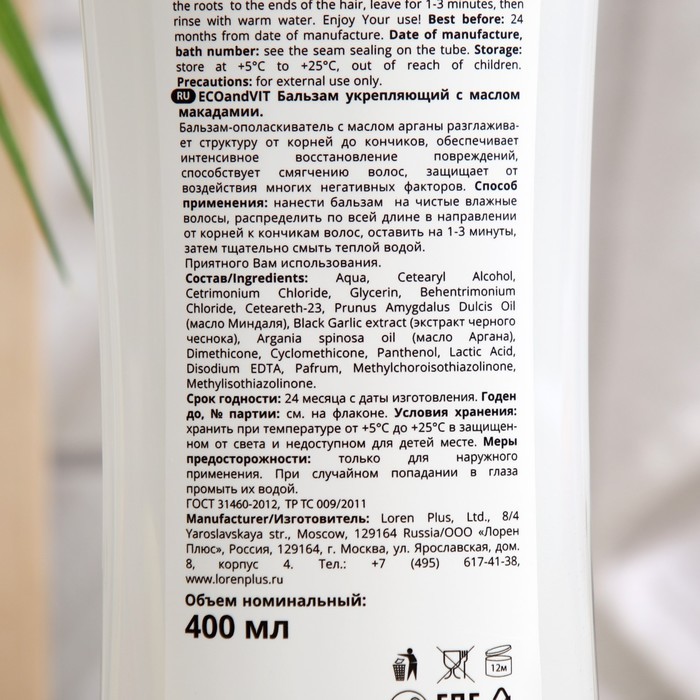 the roots to the ends of the hair, leave for 1-3 minutes, then
rinse with warm water. Enjoy Your use! Best before: 24
months from date of manufacture. Date of manufacture,
bath number: see the seam sealing on the tube. Storage:
store at +5°C to +25°C, out of reach of children.
Precautions: for external use only.
RU ECOandVIT Бальзам укрепляющий с маслом
макадамии.
Бальзам-ополаскиватель с маслом арганы разглажива-
ет структуру от корней до кончиков, обеспечивает
интенсивное восстановление повреждений,
способствует смягчению волос, защищает от
воздействия многих негативных факторов. Способ
применения: нанести бальзам на чистые влажные
волосы, распределить по всей длине в направлении
от корней к кончикам волос, оставить на 1-3 минуты,
затем тщательно смыть теплой водой.
Приятного Вам использования.
Состав/Ingredients: Aqua, Cetearyl Alcohol,
Cetrimonium Chloride, Glycerin, Behentrimonium
Chloride, Ceteareth-23, Prunus Amygdalus Dulcis Oil
(масло Миндаля), Black Garlic extract (экстракт черного
чеснока), Argania spinosa oil (масло Аргана),
Dimethicone, Cyclomethicone, Panthenol, Lactic Acid,
Disodium EDTA, Pafrum, Methylchoroisothiazolinone,
Methylisothiazolinone.
Срок годности: 24 месяца с даты изготовления. Годен
до, № партии: см. на флаконе. Условия хранения:
хранить при температуре от +5°C до +25°C в защищен-
ном от света и недоступном для детей месте. Меры
предосторожности: только для наружного
применения. При случайном попадании в глаза
промыть их водой.
ГОСТ 31460-2012, ТР ТС 009/2011
Manufacturer/Изготовитель: Loren Plus, Ltd., 8/4
Yaroslavskaya str., Moscow, 129164 Russia/ООО «Лорен
Плюс», Россия, 129164, г. Москва, ул. Ярославская, дом.
8, корпус 4. Тел.: +7 (495) 617-41-38,
www.lorenplus.ru
Объем номинальный:
400 мл
12м